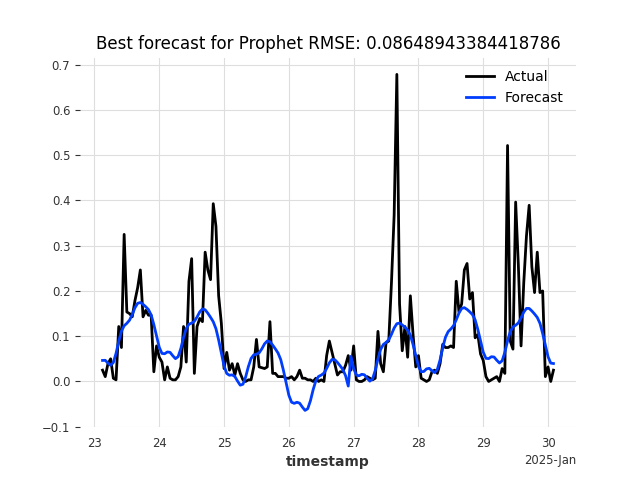 Best forecast for Prophet RMSE: 0.08648943384418786
Actual
Forecast
0.7
0.6
0.5
0.4
0.3
0.2
0.1
0.0
−0.1
23 24 25 26 27 28 29 30
timestamp
2025-Jan